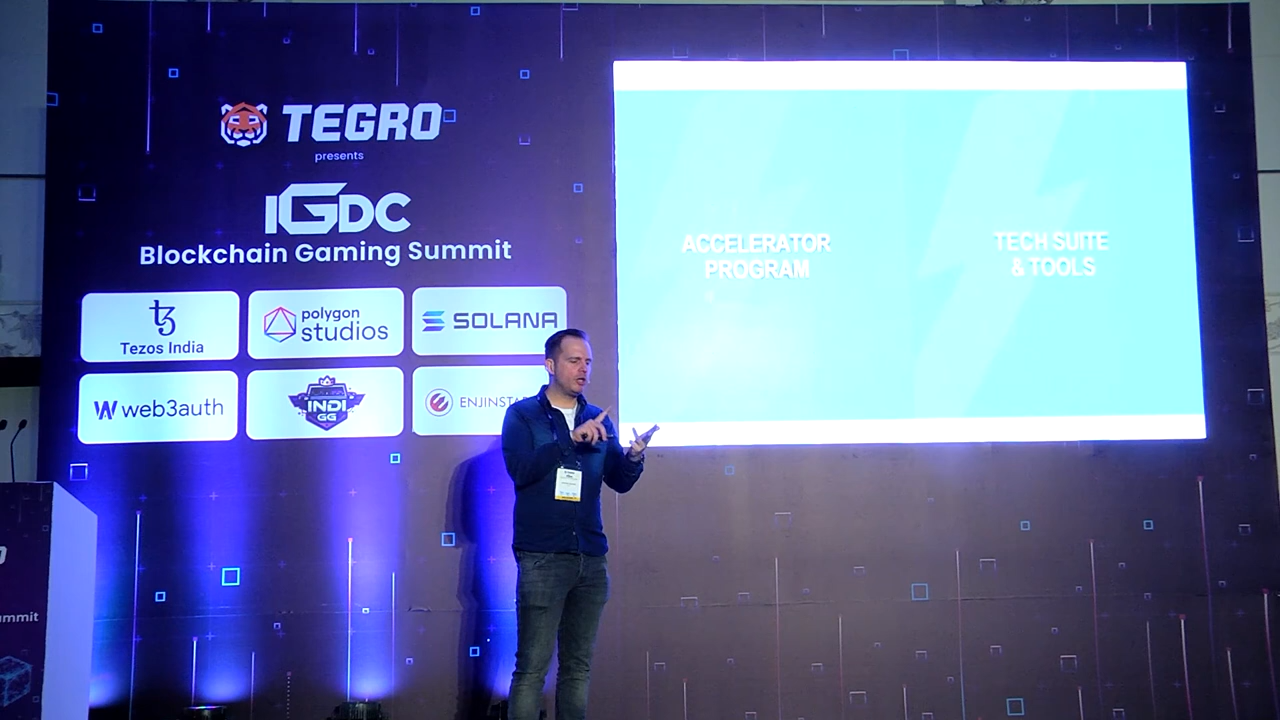 TEGRO
presents
IGDC
Blockchain Gaming Summit
Tezos India
polygon
studios
SOLANA
web3auth
INDI
GG
ACCELERATOR
PROGRAM
TECH SUITE
& TOOLS